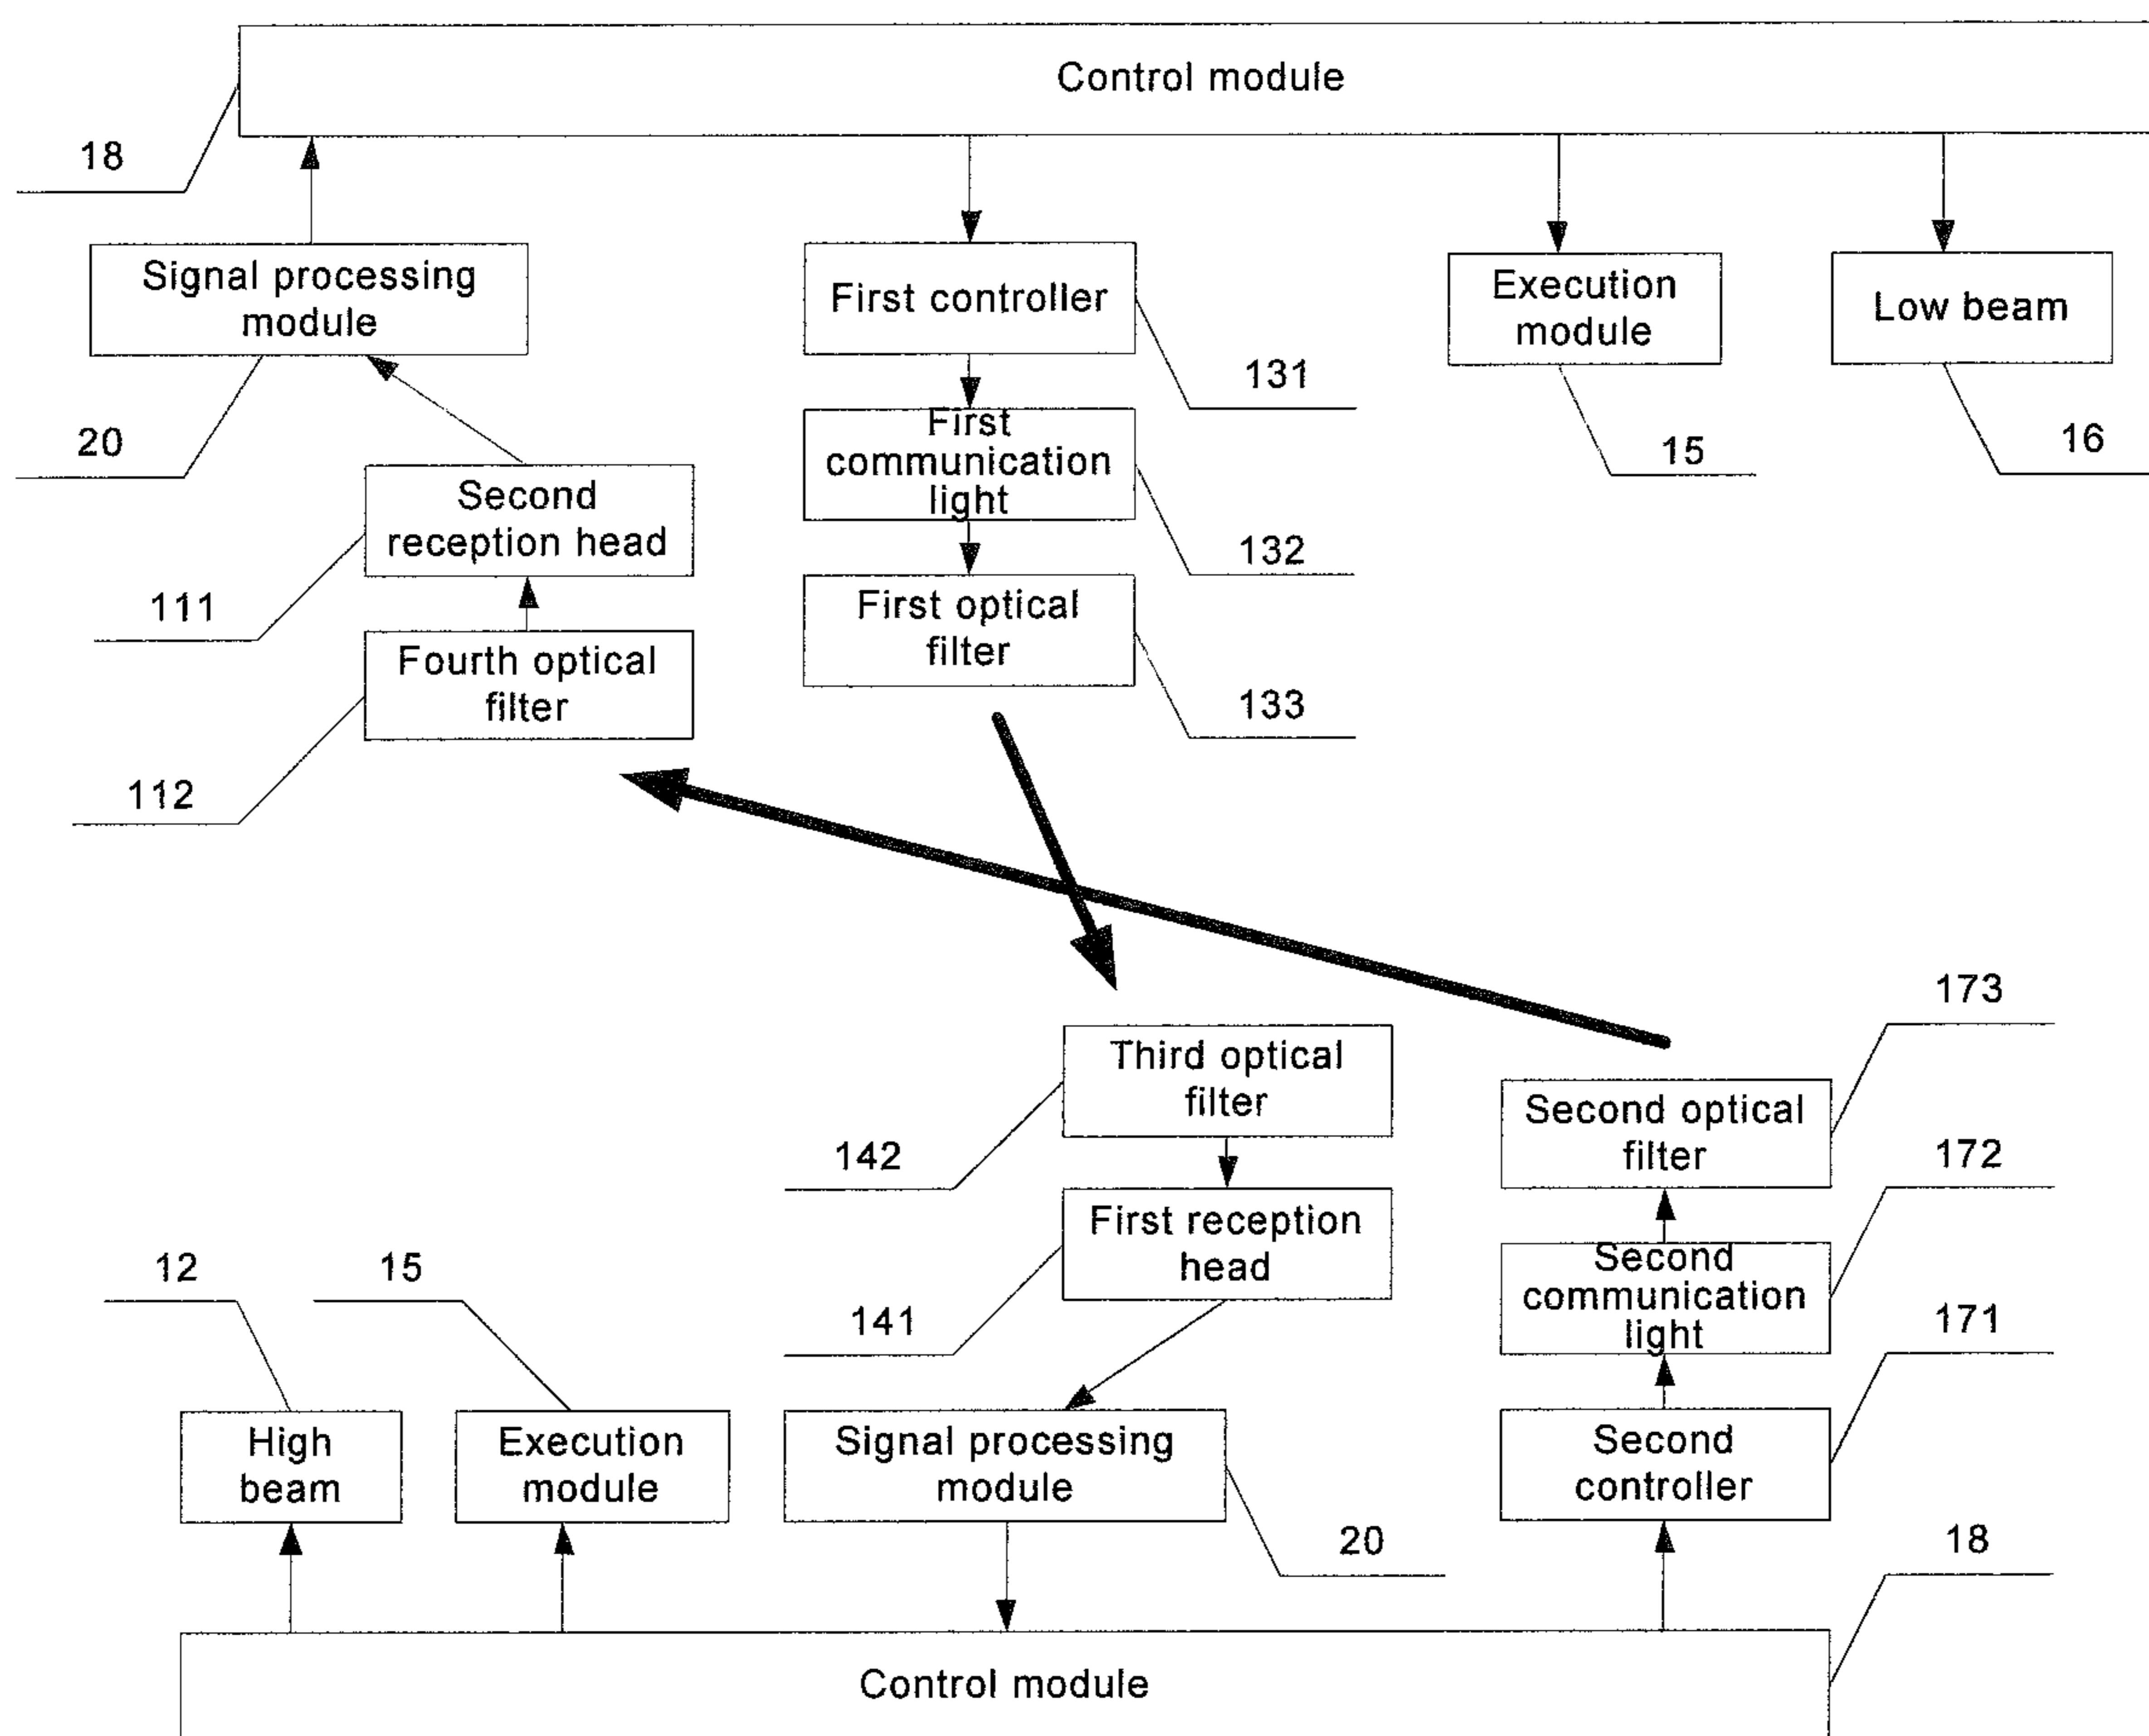 Control module
18
Signal processing
module
First controller
Execution
module
Low beam
131
20
15
16
First
communication
light
Second
reception head
132
111
First optical
filter
Fourth optical
filter
133
112
173
Third optical
filter
Second optical
filter
142
172
First reception
head
12
15
Second
communication
light
141
171
High
beam
Execution
module
Signal processing
module
Second
controller
20
18
Control module